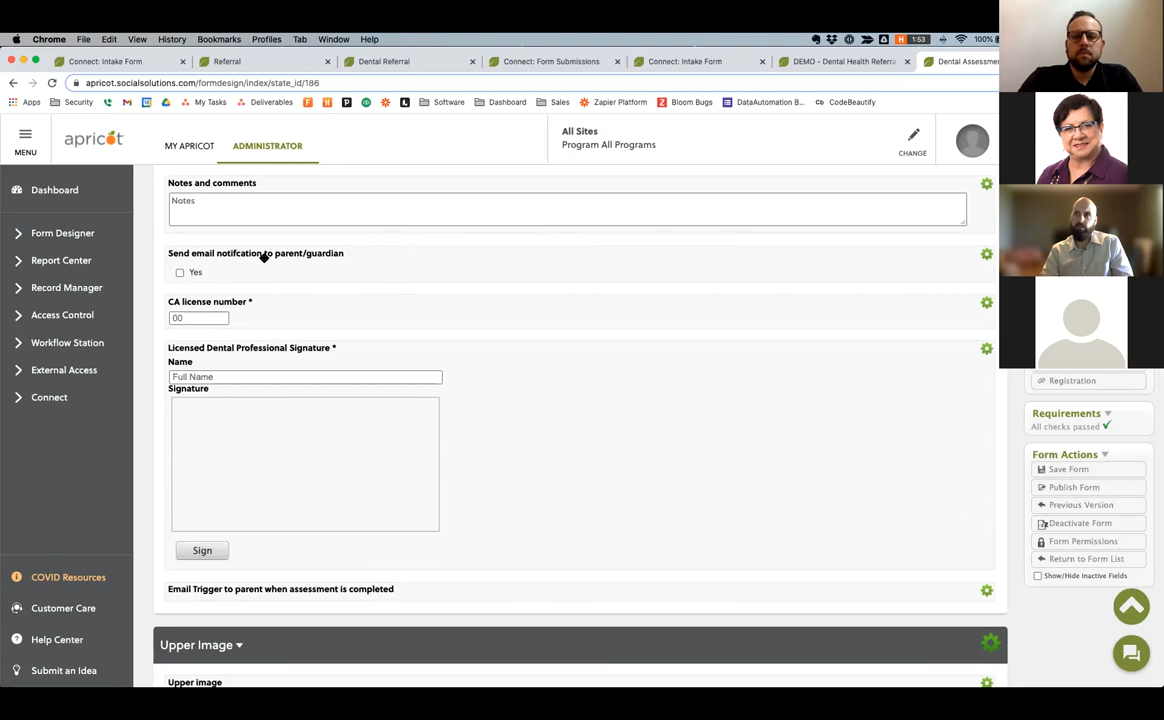 Chrome File Edit View History Bookmarks Profiles Tab Window Help
H 1:53 100%
Connect: Intake Form × Referral × Dental Referral × Connect: Form Submissions × Connect: Intake Form × DEMO - Dental Health Referra × Dental Assessm
apricot.socialsolutions.com/formdesign/index/state_id/186
Apps Security My Tasks Deliverables Software Dashboard Sales Zapier Platform Bloom Bugs DataAutomation B... CodeBeautify
MENU
apricot
MY APRICOT
ADMINISTRATOR
All Sites
Program All Programs
CHANGE
Dashboard
Form Designer
Report Center
Record Manager
Access Control
Workflow Station
External Access
Connect
COVID Resources
Customer Care
Help Center
Submit an Idea
Notes and comments
Notes
Send email notifcation to parent/guardian
Yes
CA license number *
00
Licensed Dental Professional Signature *
Name
Full Name
Signature
Sign
Email Trigger to parent when assessment is completed
Upper Image
Upper image
Registration
Requirements
All checks passed
Form Actions
Save Form
Publish Form
Previous Version
Deactivate Form
Form Permissions
Return to Form List
Show/Hide Inactive Fields